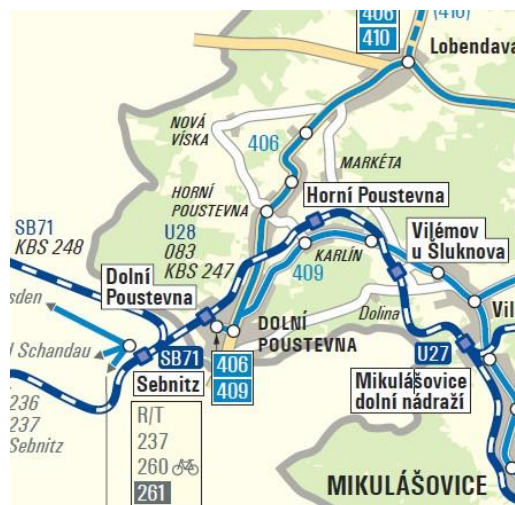 406
410
(410)
Lobendava
NOVÁ
VÍSKA
406
MARKÉTA
HORNÍ
POUSTEVNA
Horní Poustevna
SB71
KBS 248
U28
083
KBS 247
Vilémov
u Šluknova
KARLÍN
409
Dolní
Poustevna
sden
Dolina
Vil
DOLNÍ
POUSTEVNA
d Schandau
SB71
406
409
U27
Sebnitz
Mikulášovice
dolní nádraží
236
237
Sebnitz
R/T
237
260
261
MIKULÁŠOVICE